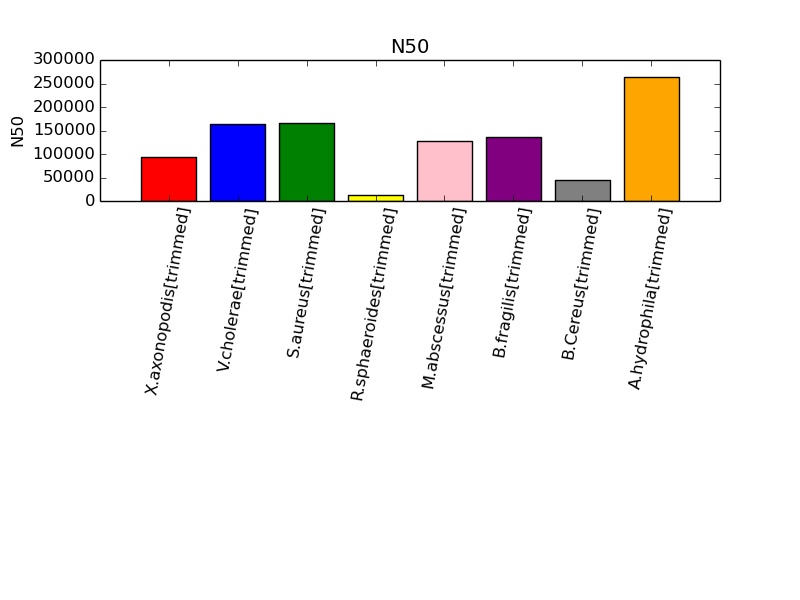 N50
300000
250000
200000
150000
100000
50000
0
N50
X.axonopodis[trimmed]
V.cholerae[trimmed]
S.aureus[trimmed]
R.sphaeroides[trimmed]
M.abscessus[trimmed]
B.fragilis[trimmed]
B.Cereus[trimmed]
A.hydrophila[trimmed]